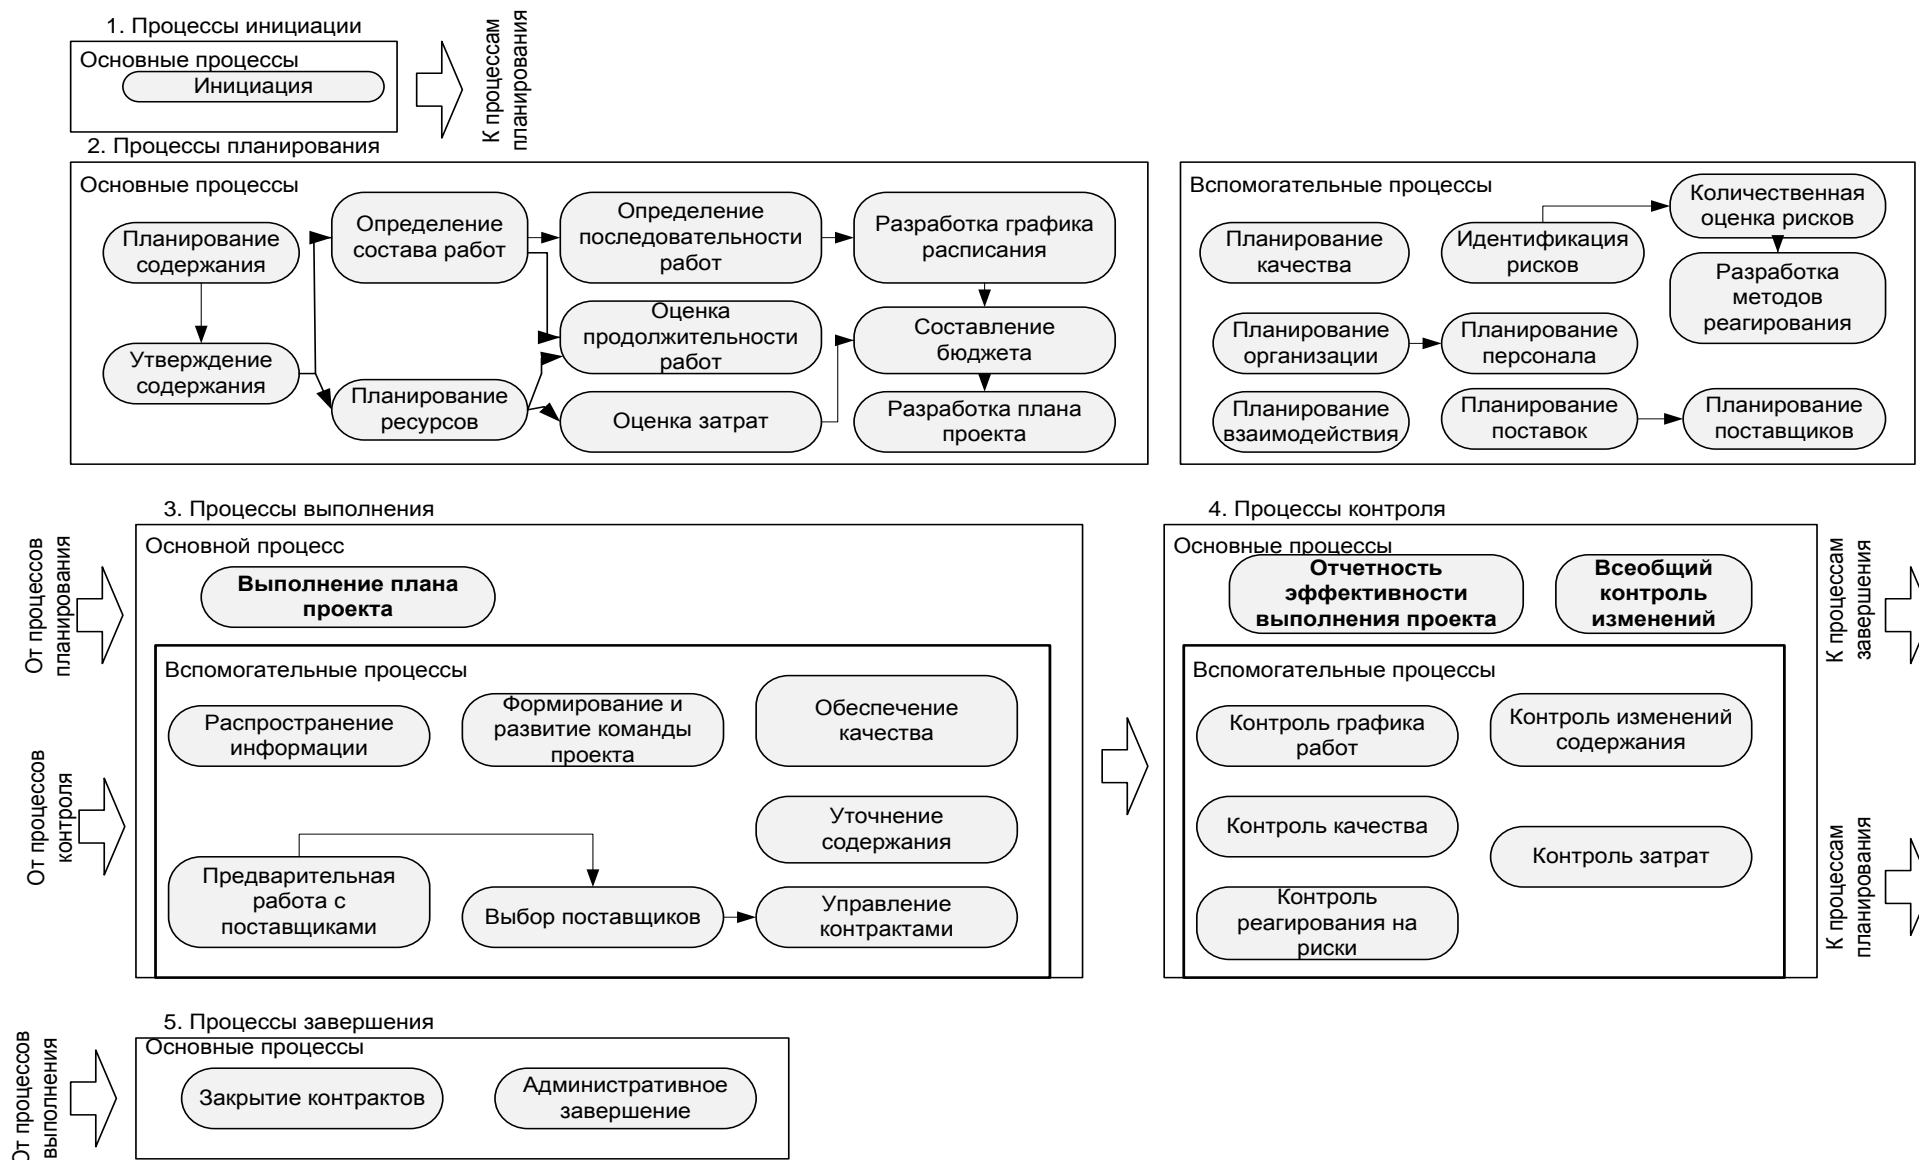 1. Процессы инициации
Основные процессы
Инициация
К процессам
планирования
2. Процессы планирования
Основные процессы
Планирование
содержания
Утверждение
содержания
Определение
состава работ
Планирование
ресурсов
Определение
последовательности
работ
Оценка
продолжительности
работ
Оценка затрат
Разработка графика
расписания
Составление
бюджета
Разработка плана
проекта
Вспомогательные процессы
Планирование
качества
Идентификация
рисков
Количественная
оценка рисков
Разработка
методов
реагирования
Планирование
организации
Планирование
персонала
Планирование
взаимодействия
Планирование
поставок
Планирование
поставщиков
3. Процессы выполнения
От процессов
планирования
От процессов
контроля
Основной процесс
Выполнение плана
проекта
Вспомогательные процессы
Распространение
информации
Формирование и
развитие команды
проекта
Обеспечение
качества
Уточнение
содержания
Предварительная
работа с
поставщиками
Выбор поставщиков
Управление
контрактами
4. Процессы контроля
Основные процессы
Отчетность
эффективности
выполнения проекта
Всеобщий
контроль
изменений
Вспомогательные процессы
Контроль графика
работ
Контроль изменений
содержания
Контроль качества
Контроль затрат
Контроль
реагирования на
риски
К процессам
завершения
К процессам
планирования
5. Процессы завершения
От процессов
выполнения
Основные процессы
Закрытие контрактов
Административное
завершение